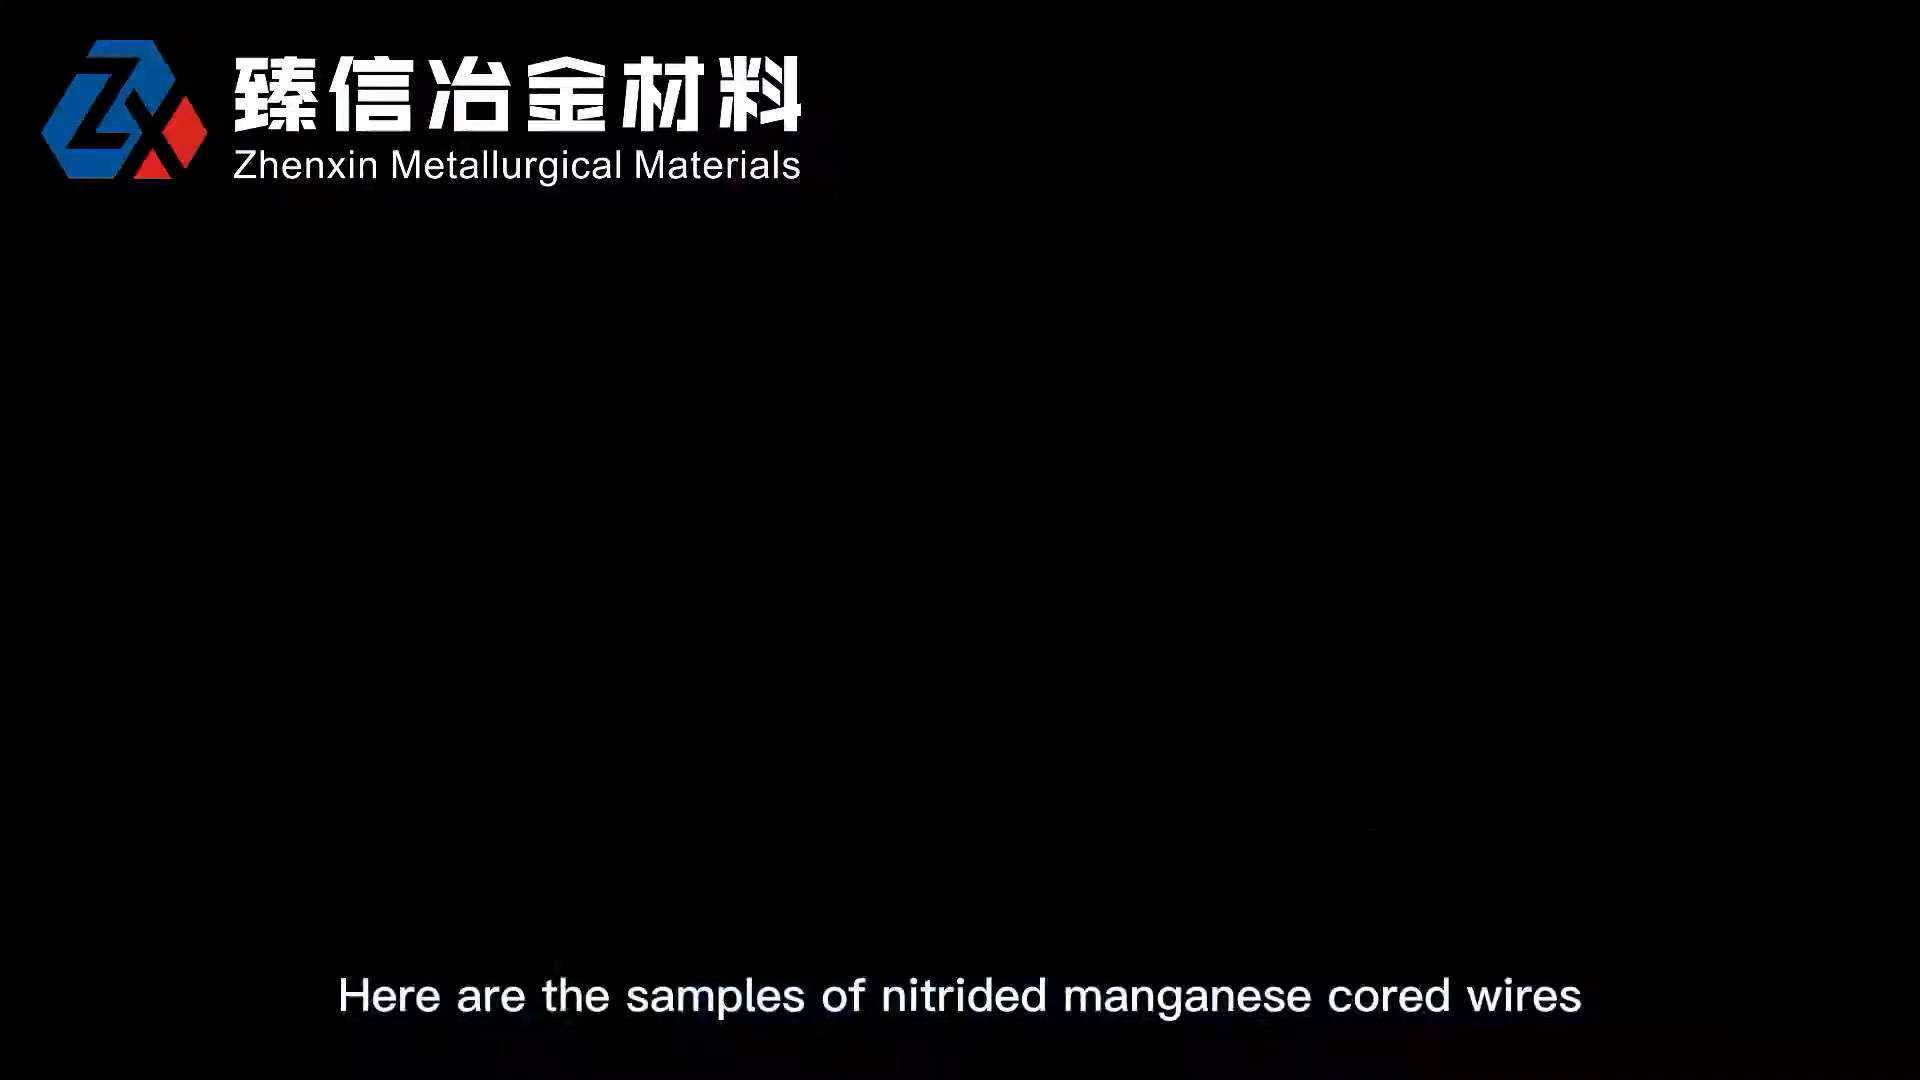 臻信冶金材料
Zhenxin Metallurgical Materials
Here are the samples of nitrided manganese cored wires